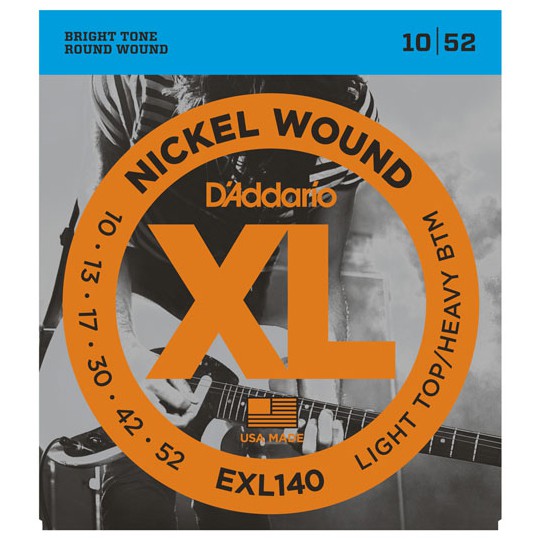 BRIGHT TONE
ROUND WOUND
10|52
NICKEL WOUND
D'Addario
XL
10 • 13 • 17 • 30 • 42 • 52
LIGHT TOP/HEAVY BTM
USA MADE
EXL140